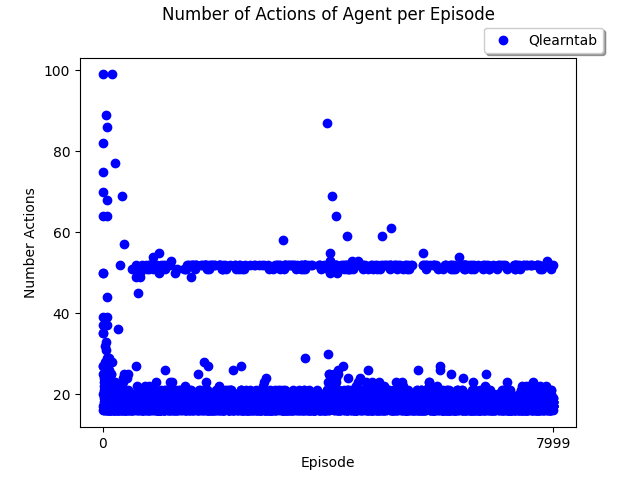 Number of Actions of Agent per Episode
Qlearntab
100
80
60
40
20
Number Actions
0
7999
Episode